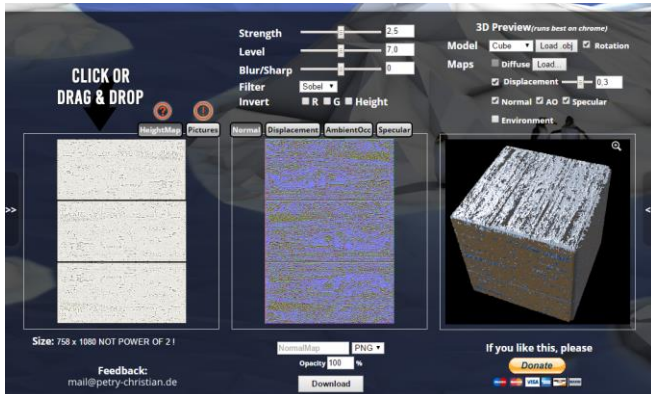 Strength 2,5
Level 7,0
Blur/Sharp 0
Filter Sobel
Invert R G Height
3D Preview(runs best on chrome)
Model Cube Load .obj Rotation
Maps Diffuse Load...
Displacement 0,3
Normal AO Specular
Environment
CLICK OR
DRAG & DROP
? !
HeightMap Pictures
Normal Displacement AmbientOcc Specular
>>
<
Size: 758 x 1080 NOT POWER OF 2 !
NormalMap PNG
Opacity 100 %
Download
Feedback:
mail@petry-christian.de
If you like this, please
Donate
VISA